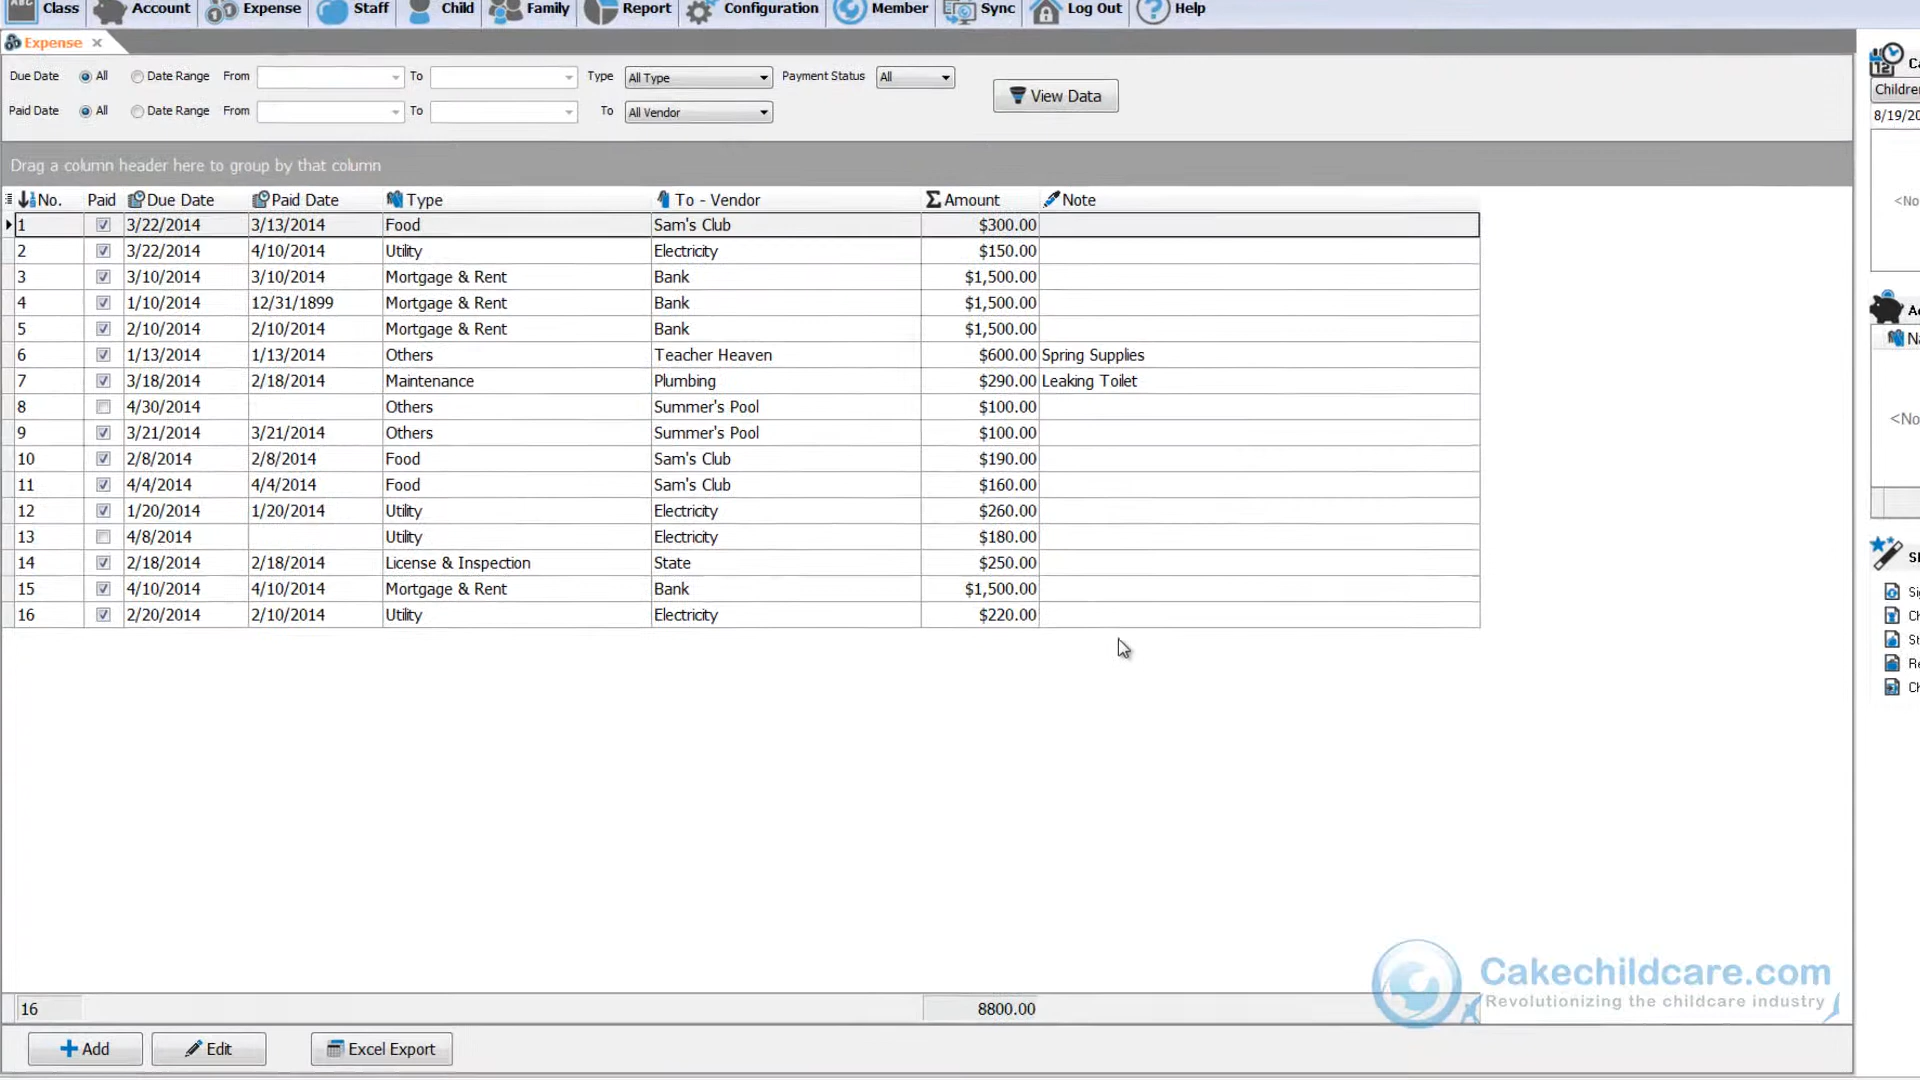 Class Account Expense Staff Child Family Report Configuration Member Sync Log Out Help
Expense
Due Date All Date Range From To Type All Type Payment Status All
View Data
Paid Date All Date Range From To To All Vendor
Drag a column header here to group by that column
No. Paid Due Date Paid Date Type To - Vendor Amount Note
1 3/22/2014 3/13/2014 Food Sam's Club $300.00
2 3/22/2014 4/10/2014 Utility Electricity $150.00
3 3/10/2014 3/10/2014 Mortgage & Rent Bank $1,500.00
4 1/10/2014 12/31/1899 Mortgage & Rent Bank $1,500.00
5 2/10/2014 2/10/2014 Mortgage & Rent Bank $1,500.00
6 1/13/2014 1/13/2014 Others Teacher Heaven $600.00 Spring Supplies
7 3/18/2014 2/18/2014 Maintenance Plumbing $290.00 Leaking Toilet
8 4/30/2014 Others Summer's Pool $100.00
9 3/21/2014 3/21/2014 Others Summer's Pool $100.00
10 2/8/2014 2/8/2014 Food Sam's Club $190.00
11 4/4/2014 4/4/2014 Food Sam's Club $160.00
12 1/20/2014 1/20/2014 Utility Electricity $260.00
13 4/8/2014 Utility Electricity $180.00
14 2/18/2014 2/18/2014 License & Inspection State $250.00
15 4/10/2014 4/10/2014 Mortgage & Rent Bank $1,500.00
16 2/20/2014 2/10/2014 Utility Electricity $220.00
16 8800.00
Add Edit Excel Export
Cakechildcare.com
Revolutionizing the childcare industry